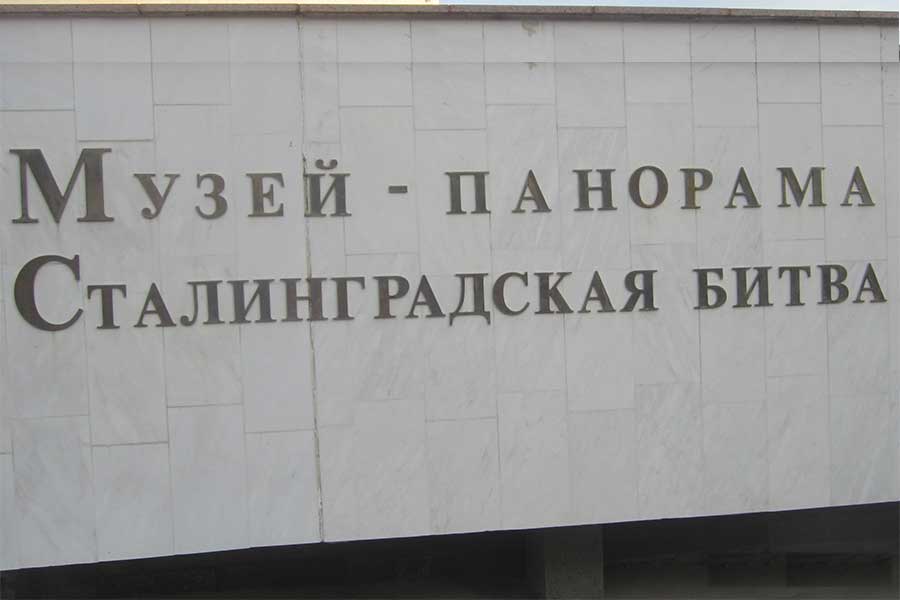 Музей - панорама
Сталинградская битва